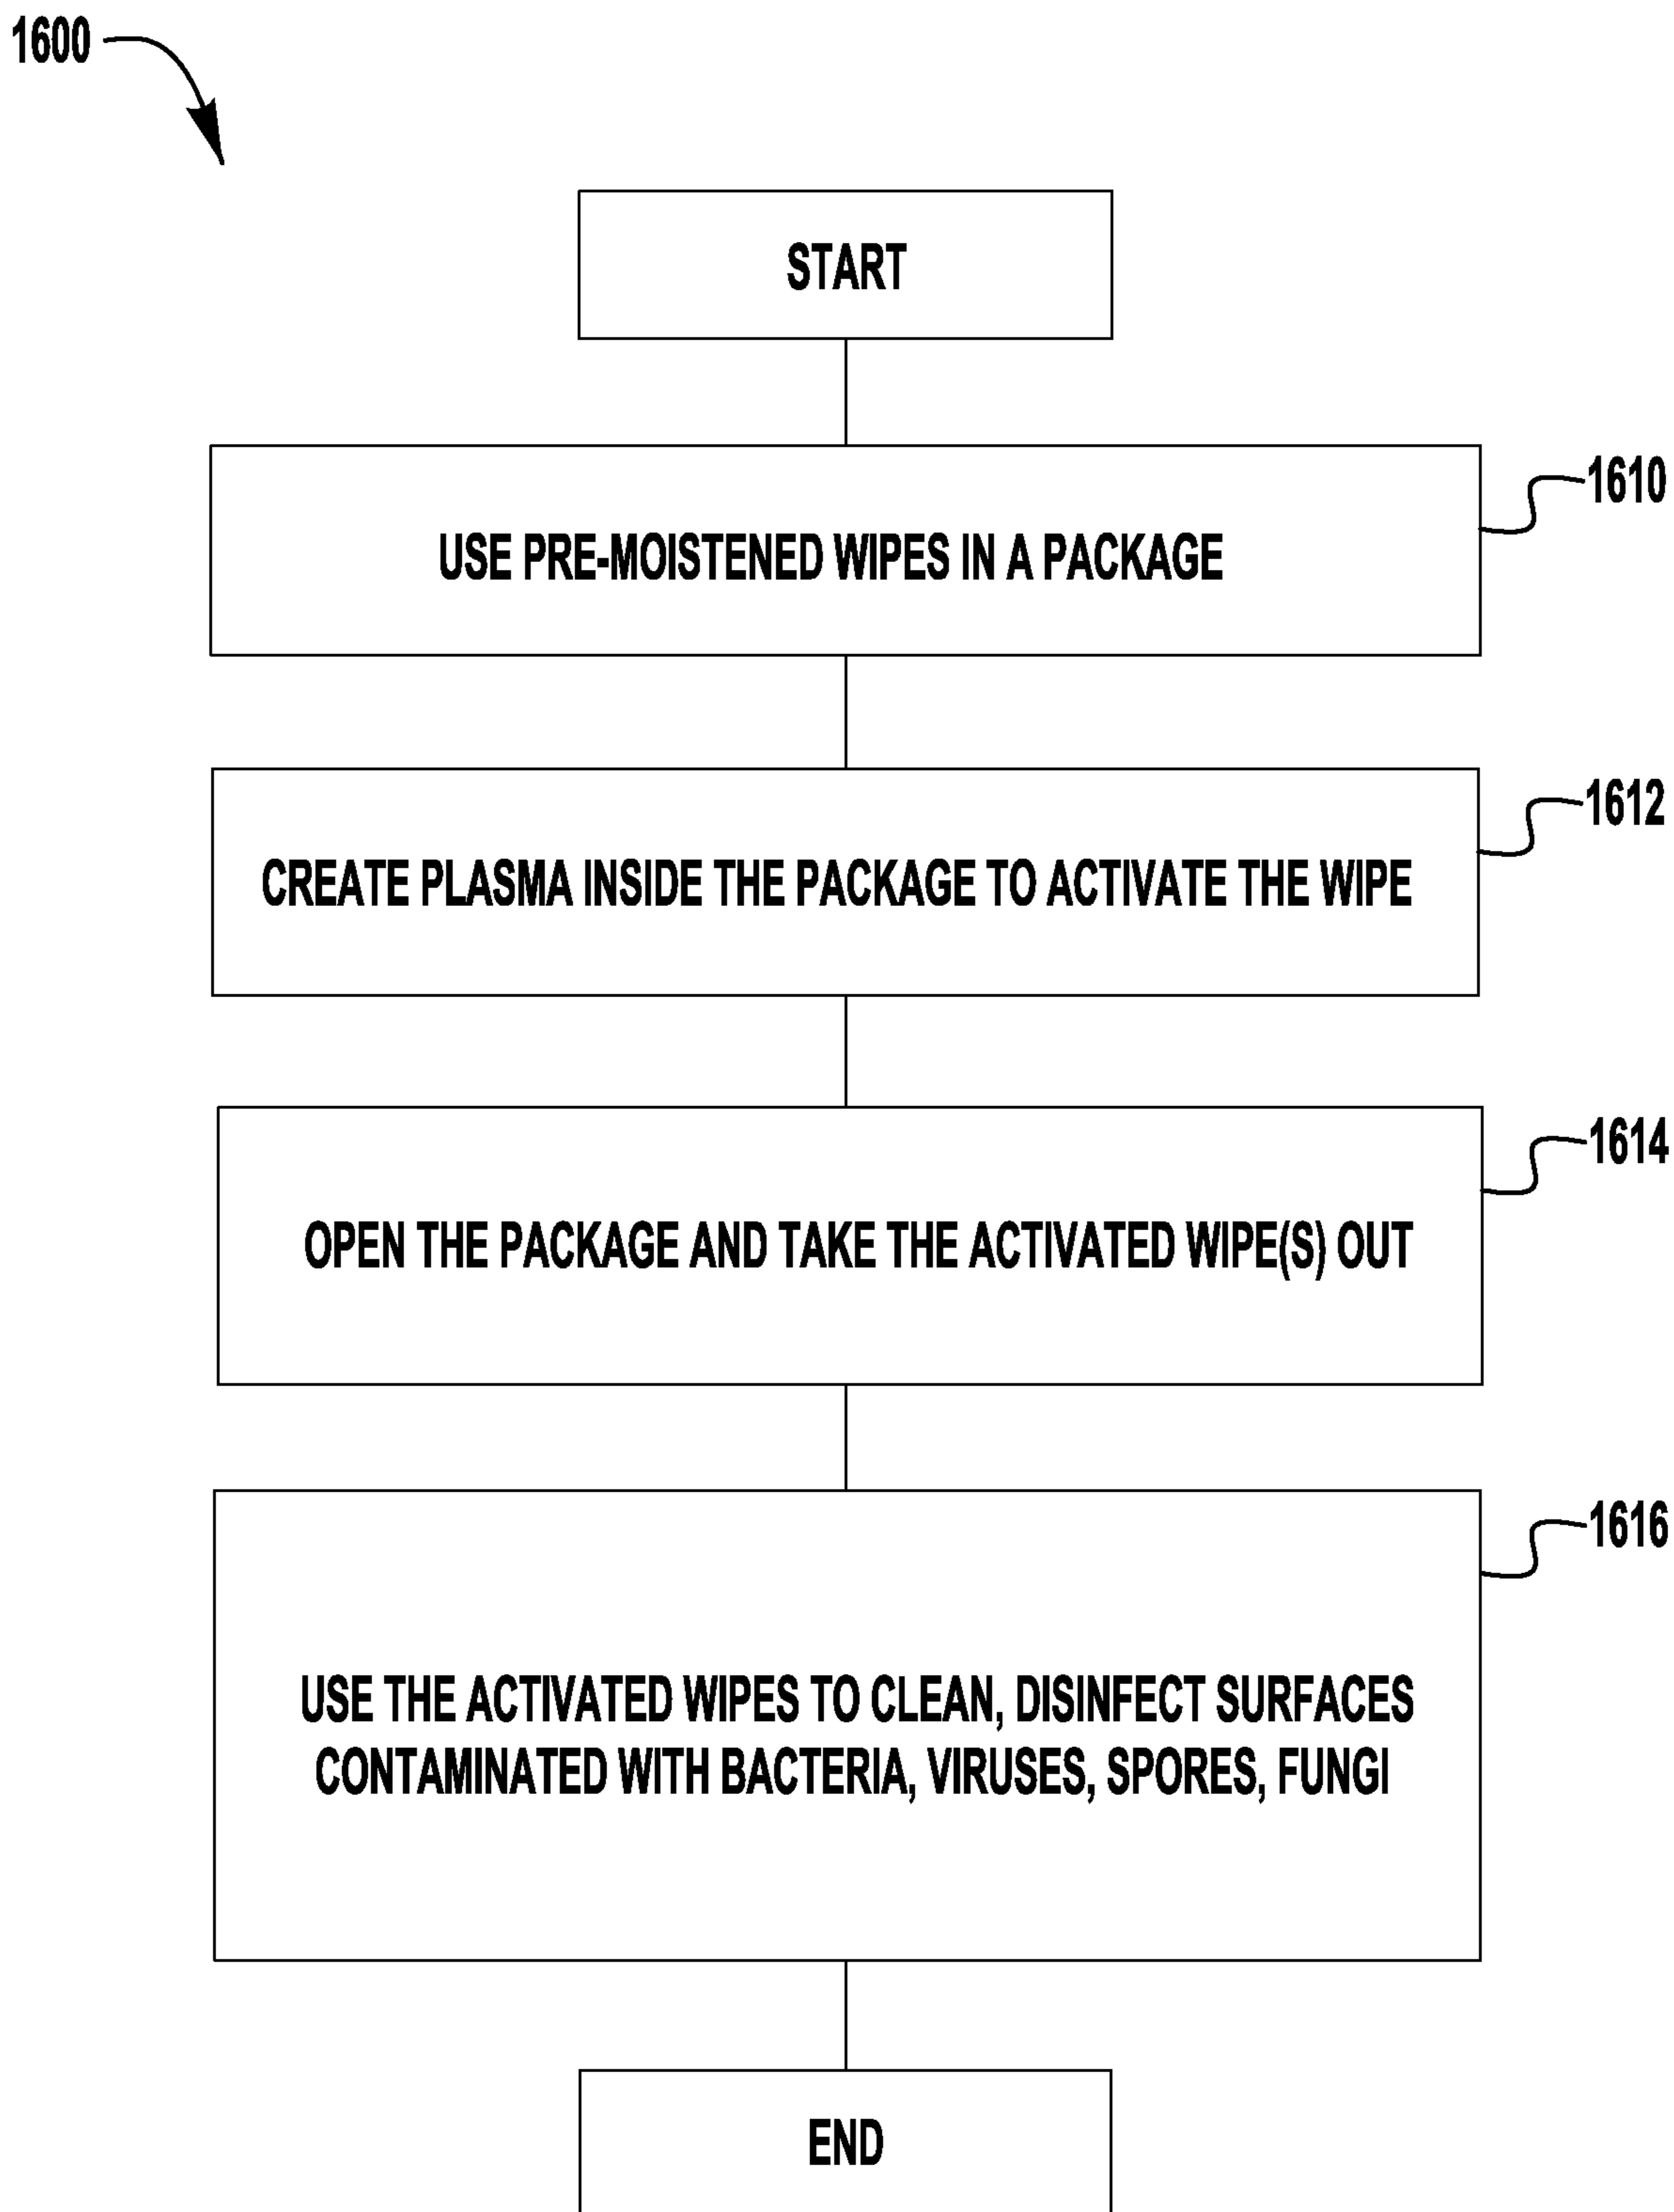 1600
START
1610
USE PRE-MOISTENED WIPES IN A PACKAGE
1612
CREATE PLASMA INSIDE THE PACKAGE TO ACTIVATE THE WIPE
1614
OPEN THE PACKAGE AND TAKE THE ACTIVATED WIPE(S) OUT
1616
USE THE ACTIVATED WIPES TO CLEAN, DISINFECT SURFACES
CONTAMINATED WITH BACTERIA, VIRUSES, SPORES, FUNGI
END